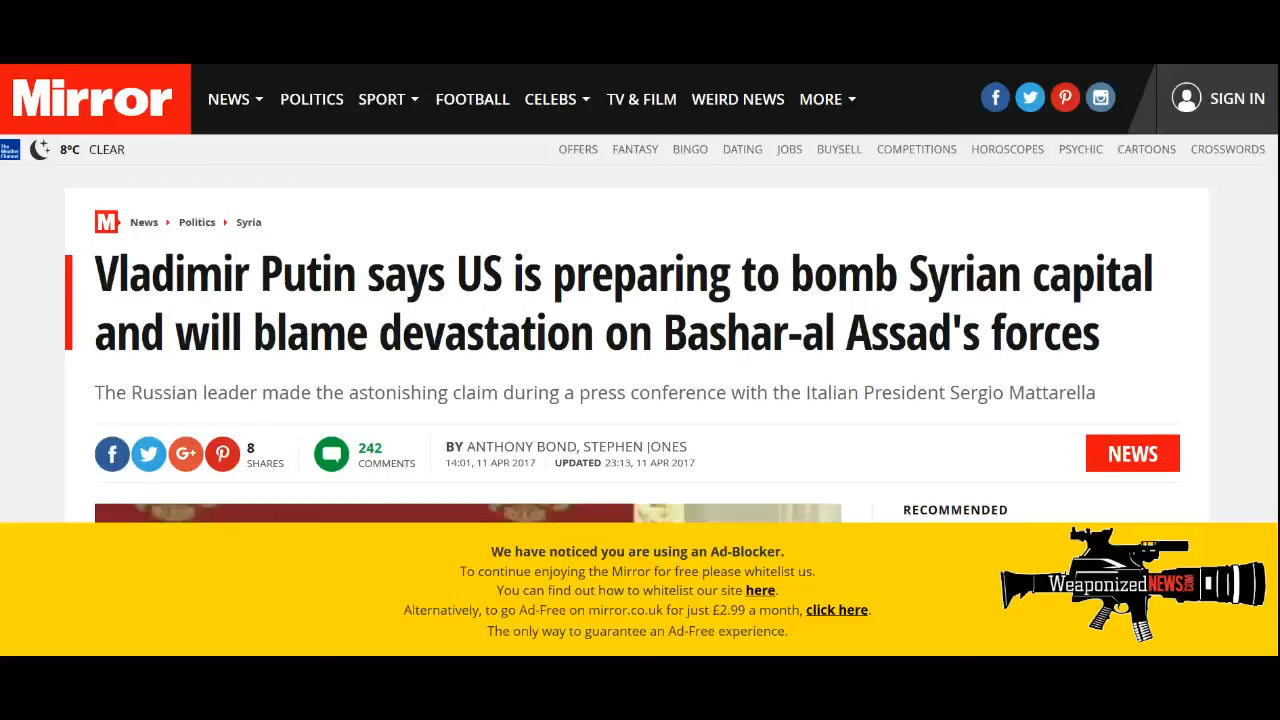 Mirror
NEWS POLITICS SPORT FOOTBALL CELEBS TV & FILM WEIRD NEWS MORE
SIGN IN
The Weather Channel
8°C CLEAR
OFFERS FANTASY BINGO DATING JOBS BUYSELL COMPETITIONS HOROSCOPES PSYCHIC CARTOONS CROSSWORDS
M News Politics Syria
Vladimir Putin says US is preparing to bomb Syrian capital
and will blame devastation on Bashar-al Assad's forces
The Russian leader made the astonishing claim during a press conference with the Italian President Sergio Mattarella
8
SHARES
242
COMMENTS
BY ANTHONY BOND, STEPHEN JONES
14:01, 11 APR 2017 UPDATED 23:13, 11 APR 2017
NEWS
RECOMMENDED
We have noticed you are using an Ad-Blocker.
To continue enjoying the Mirror for free please whitelist us.
You can find out how to whitelist our site here.
Alternatively, to go Ad-Free on mirror.co.uk for just £2.99 a month, click here.
The only way to guarantee an Ad-Free experience.
WeaponizedNEWS.COM